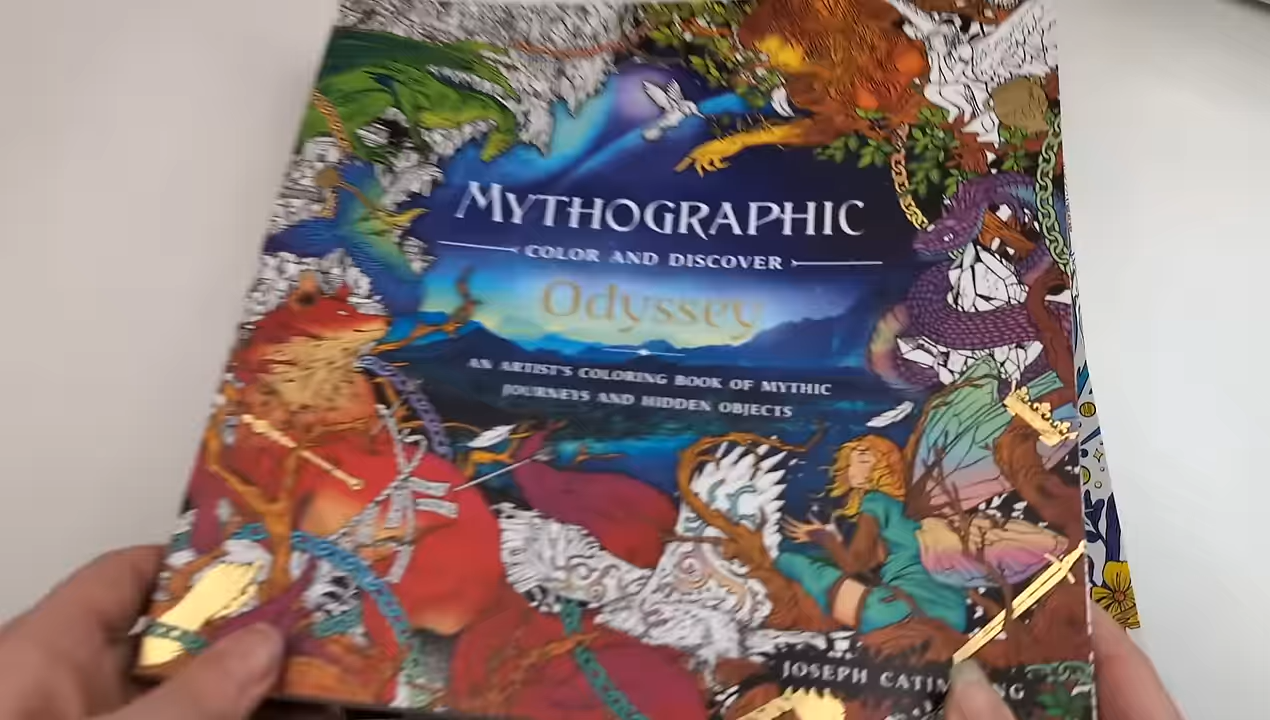 MYTHOGRAPHIC
COLOR AND DISCOVER
Odyssey
AN ARTIST'S COLORING BOOK OF MYTHIC
JOURNEYS AND HIDDEN OBJECTS
JOSEPH